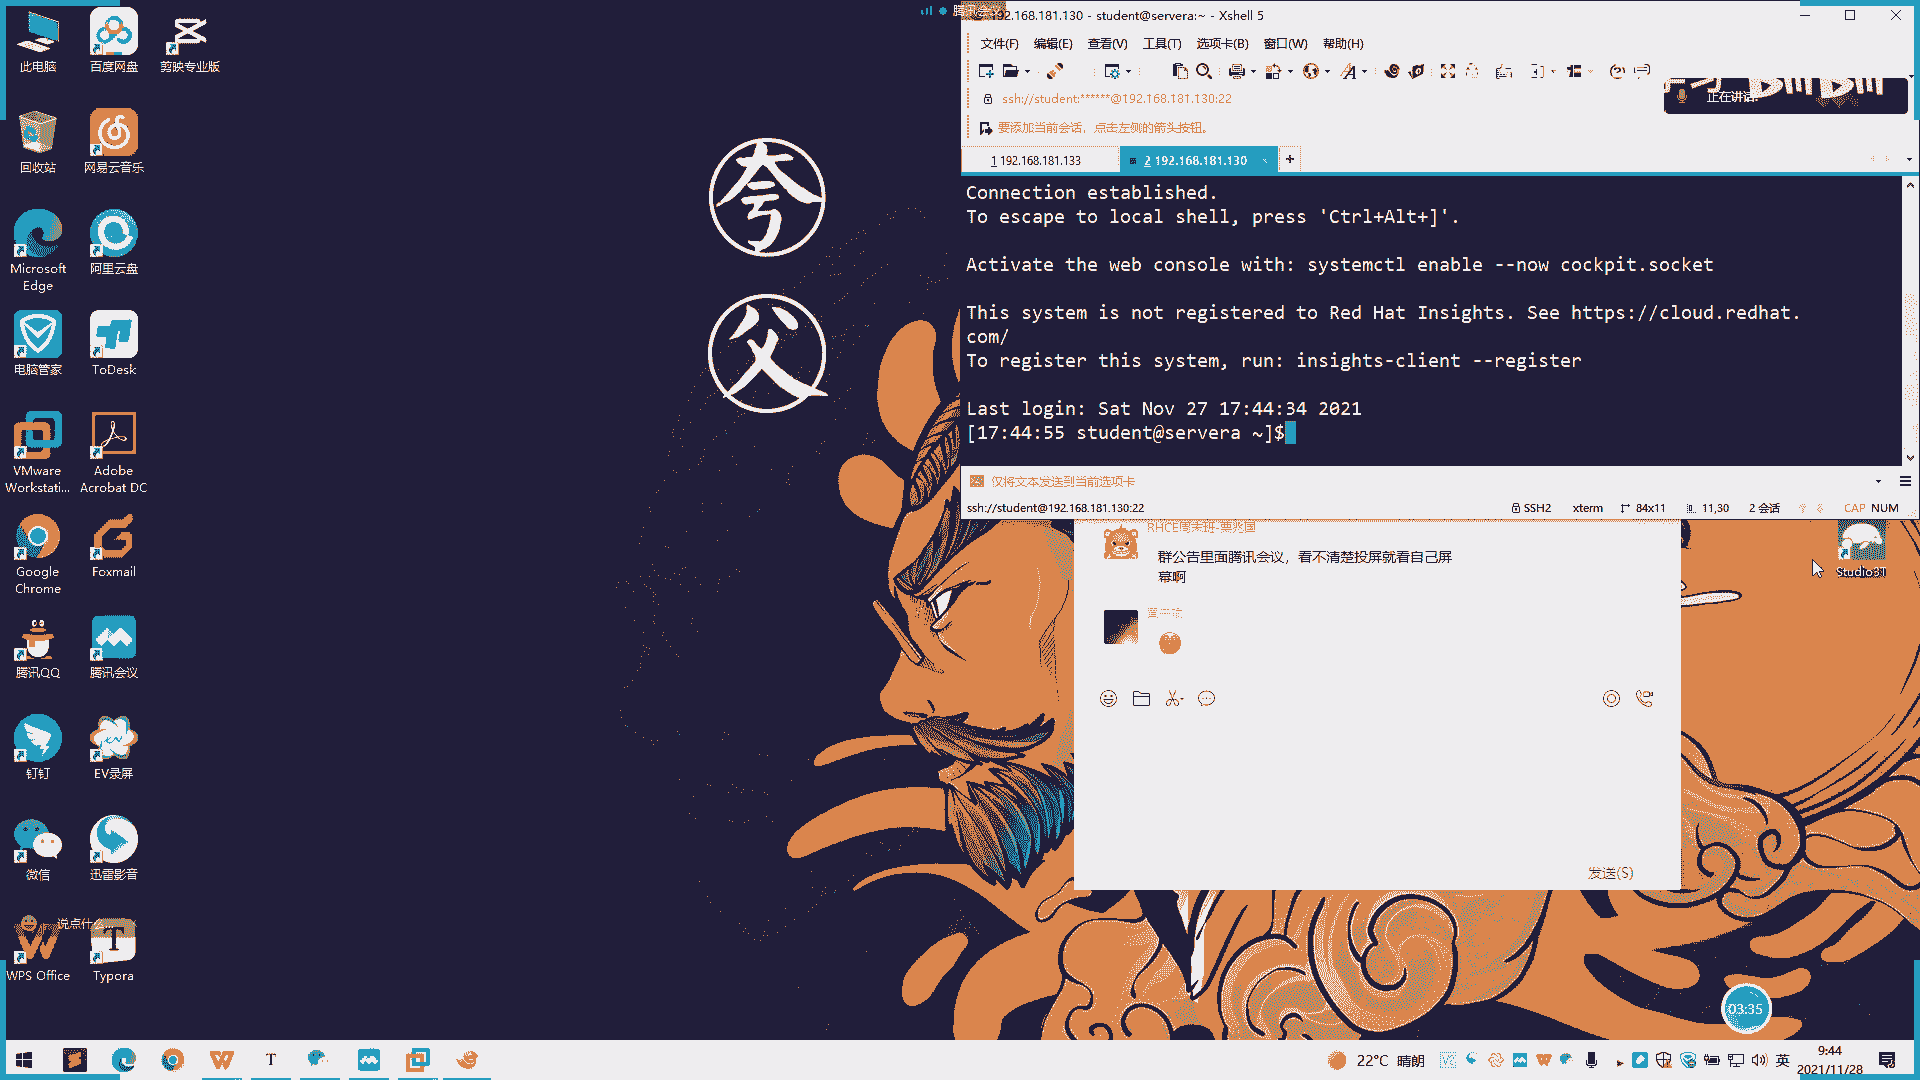 此电脑
百度网盘
剪映专业版
回收站
网易云音乐
Microsoft
Edge
阿里云盘
电脑管家
ToDesk
VMware
Workstati...
Adobe
Acrobat DC
Google
Chrome
Foxmail
腾讯QQ
腾讯会议
钉钉
EV录屏
微信
迅雷影音
说点什么...
WPS Office
Typora
夸
父
192.168.181.130 - student@servera:~ - Xshell 5
文件(F) 编辑(E) 查看(V) 工具(T) 选项卡(B) 窗口(W) 帮助(H)
ssh://student:******@192.168.181.130:22
正在讲话:
要添加当前会话，点击左侧的箭头按钮。
1 192.168.181.133
2 192.168.181.130
Connection established.
To escape to local shell, press 'Ctrl+Alt+]'.
Activate the web console with: systemctl enable --now cockpit.socket
This system is not registered to Red Hat Insights. See https://cloud.redhat.
com/
To register this system, run: insights-client --register
Last login: Sat Nov 27 17:44:34 2021
[17:44:55 student@servera ~]$
仅将文本发送到当前选项卡
ssh://student@192.168.181.130:22
SSH2 xterm 84x11 11,30 2 会话 CAP NUM
群公告里面腾讯会议，看不清楚投屏就看自己屏
幕啊
发送(S)
Studio3T
03:35
22°C 晴朗
英
9:44
2021/11/28